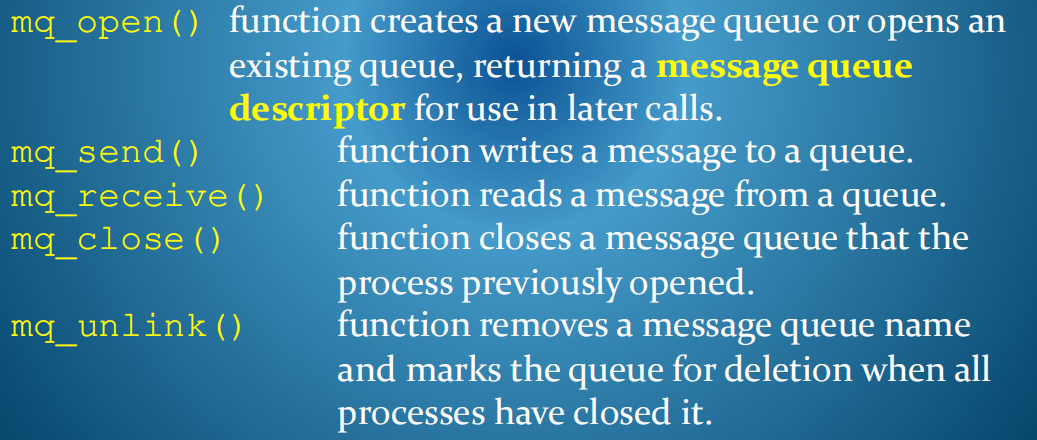 mq_open() function creates a new message queue or opens an
existing queue, returning a message queue
descriptor for use in later calls.
mq_send() function writes a message to a queue.
mq_receive() function reads a message from a queue.
mq_close() function closes a message queue that the
process previously opened.
mq_unlink() function removes a message queue name
and marks the queue for deletion when all
processes have closed it.